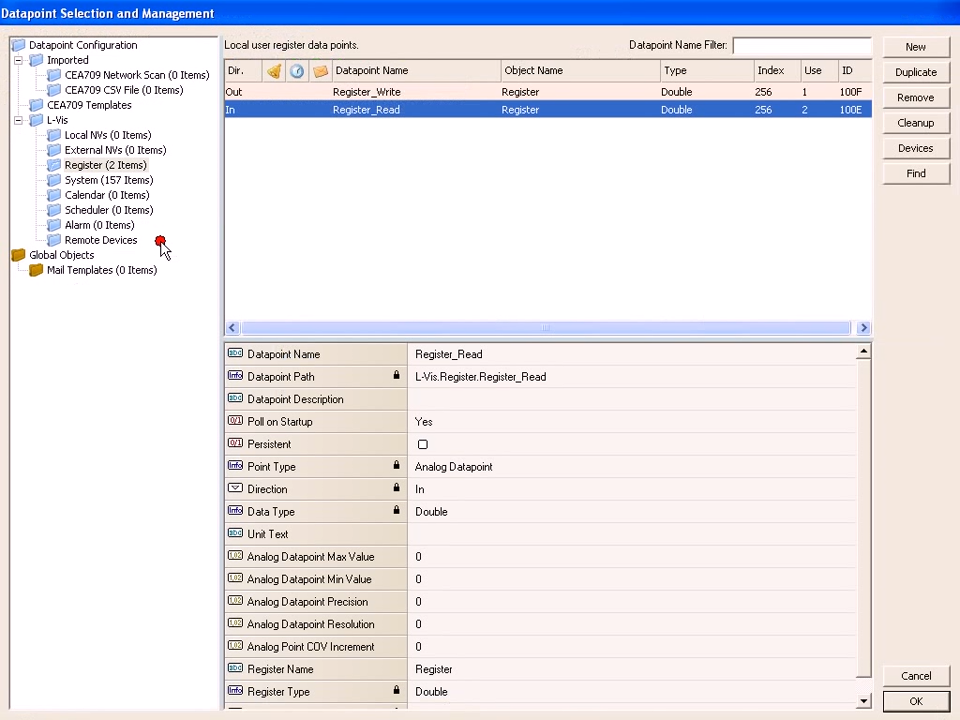 Datapoint Selection and Management
Datapoint Configuration
Imported
CEA709 Network Scan (0 Items)
CEA709 CSV File (0 Items)
CEA709 Templates
L-Vis
Local NVs (0 Items)
External NVs (0 Items)
Register (2 Items)
System (157 Items)
Calendar (0 Items)
Scheduler (0 Items)
Alarm (0 Items)
Remote Devices
Global Objects
Mail Templates (0 Items)
Local user register data points.
Datapoint Name Filter:
Dir. Datapoint Name Object Name Type Index Use ID
Out Register_Write Register Double 256 1 100F
In Register_Read Register Double 256 2 100E
Datapoint Name Register_Read
Datapoint Path L-Vis.Register.Register_Read
Datapoint Description
Poll on Startup Yes
Persistent
Point Type Analog Datapoint
Direction In
Data Type Double
Unit Text
Analog Datapoint Max Value 0
Analog Datapoint Min Value 0
Analog Datapoint Precision 0
Analog Datapoint Resolution 0
Analog Point COV Increment 0
Register Name Register
Register Type Double
New
Duplicate
Remove
Cleanup
Devices
Find
Cancel
OK